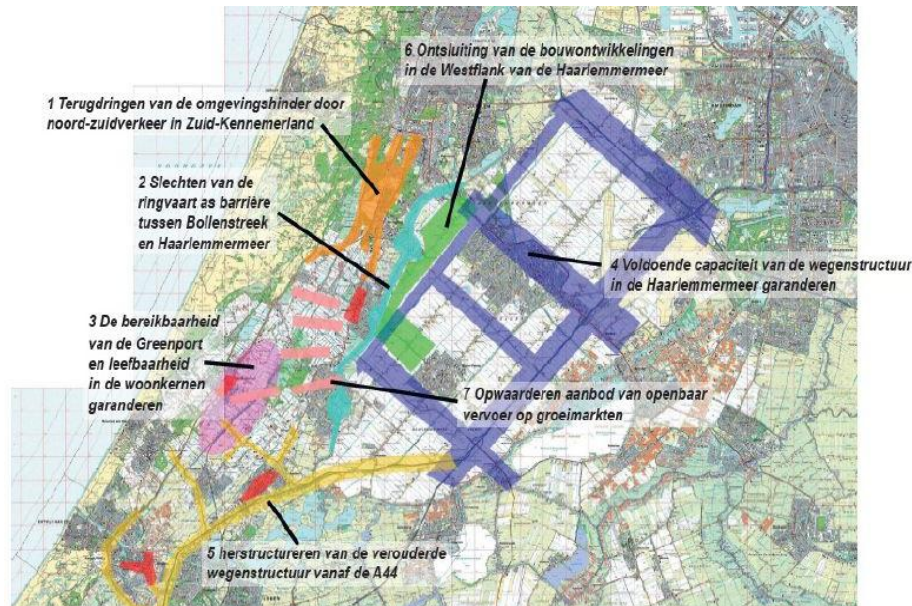 6 Ontsluiting van de bouwontwikkelingen
in de Westflank van de Haarlemmermeer
1 Terugdringen van de omgevingshinder door
noord-zuidverkeer in Zuid-Kennemerland
2 Slechten van de
ringvaart as barrière
tussen Bollenstreek
en Haarlemmermeer
4 Voldoende capaciteit van de wegenstructuur
in de Haarlemmermeer garanderen
3 De bereikbaarheid
van de Greenport
en leefbaarheid
in de woonkernen
garanderen
7 Opwaarderen aanbod van openbaar
vervoer op groeimarkten
5 herstructureren van de verouderde
wegenstructuur vanaf de A44